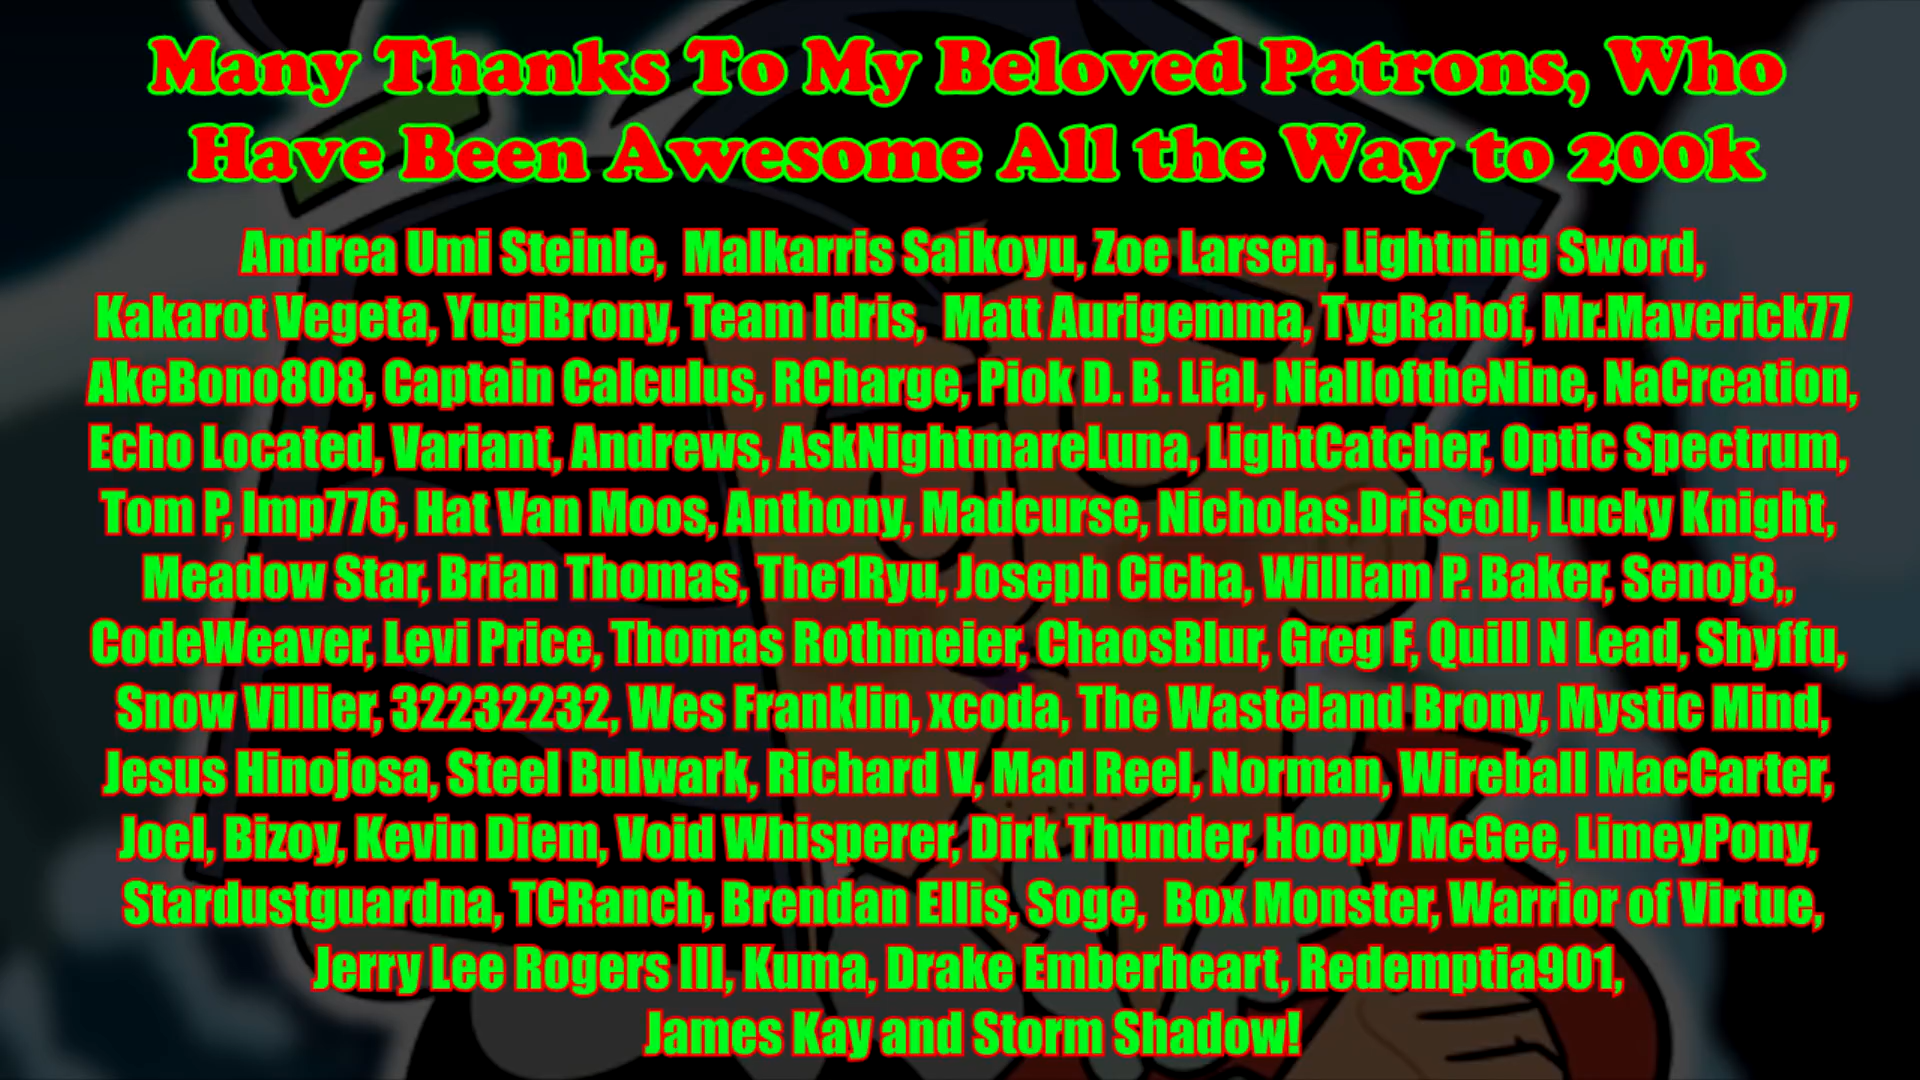 Many Thanks To My Beloved Patrons, Who
Have Been Awesome All the Way to 200k
Andrea Umi Steinle,  Malkarris Saikoyu, Zoe Larsen, Lightning Sword,
Kakarot Vegeta, YugiBrony, Team Idris,  Matt Aurigemma, TygRahof, Mr.Maverick77
AkeBono808, Captain Calculus, RCharge, Piok D. B. Lial, NialloftheNine, NaCreation,
Echo Located, Variant, Andrews, AskNightmareLuna, LightCatcher, Optic Spectrum,
Tom P, Imp776, Hat Van Moos, Anthony, Madcurse, Nicholas.Driscoll, Lucky Knight,
Meadow Star, Brian Thomas, The1Ryu, Joseph Cicha, William P. Baker, Senoj8,,
CodeWeaver, Levi Price, Thomas Rothmeier, ChaosBlur, Greg F, Quill N Lead, Shyffu,
Snow Villier, 32232232, Wes Franklin, xcoda, The Wasteland Brony, Mystic Mind,
Jesus Hinojosa, Steel Bulwark, Richard V, Mad Reel, Norman, Wireball MacCarter,
Joel, Bizoy, Kevin Diem, Void Whisperer, Dirk Thunder, Hoopy McGee, LimeyPony,
Stardustguardna, TCRanch, Brendan Ellis, Soge,  Box Monster, Warrior of Virtue,
Jerry Lee Rogers III, Kuma, Drake Emberheart, Redemptia901,
James Kay and Storm Shadow!